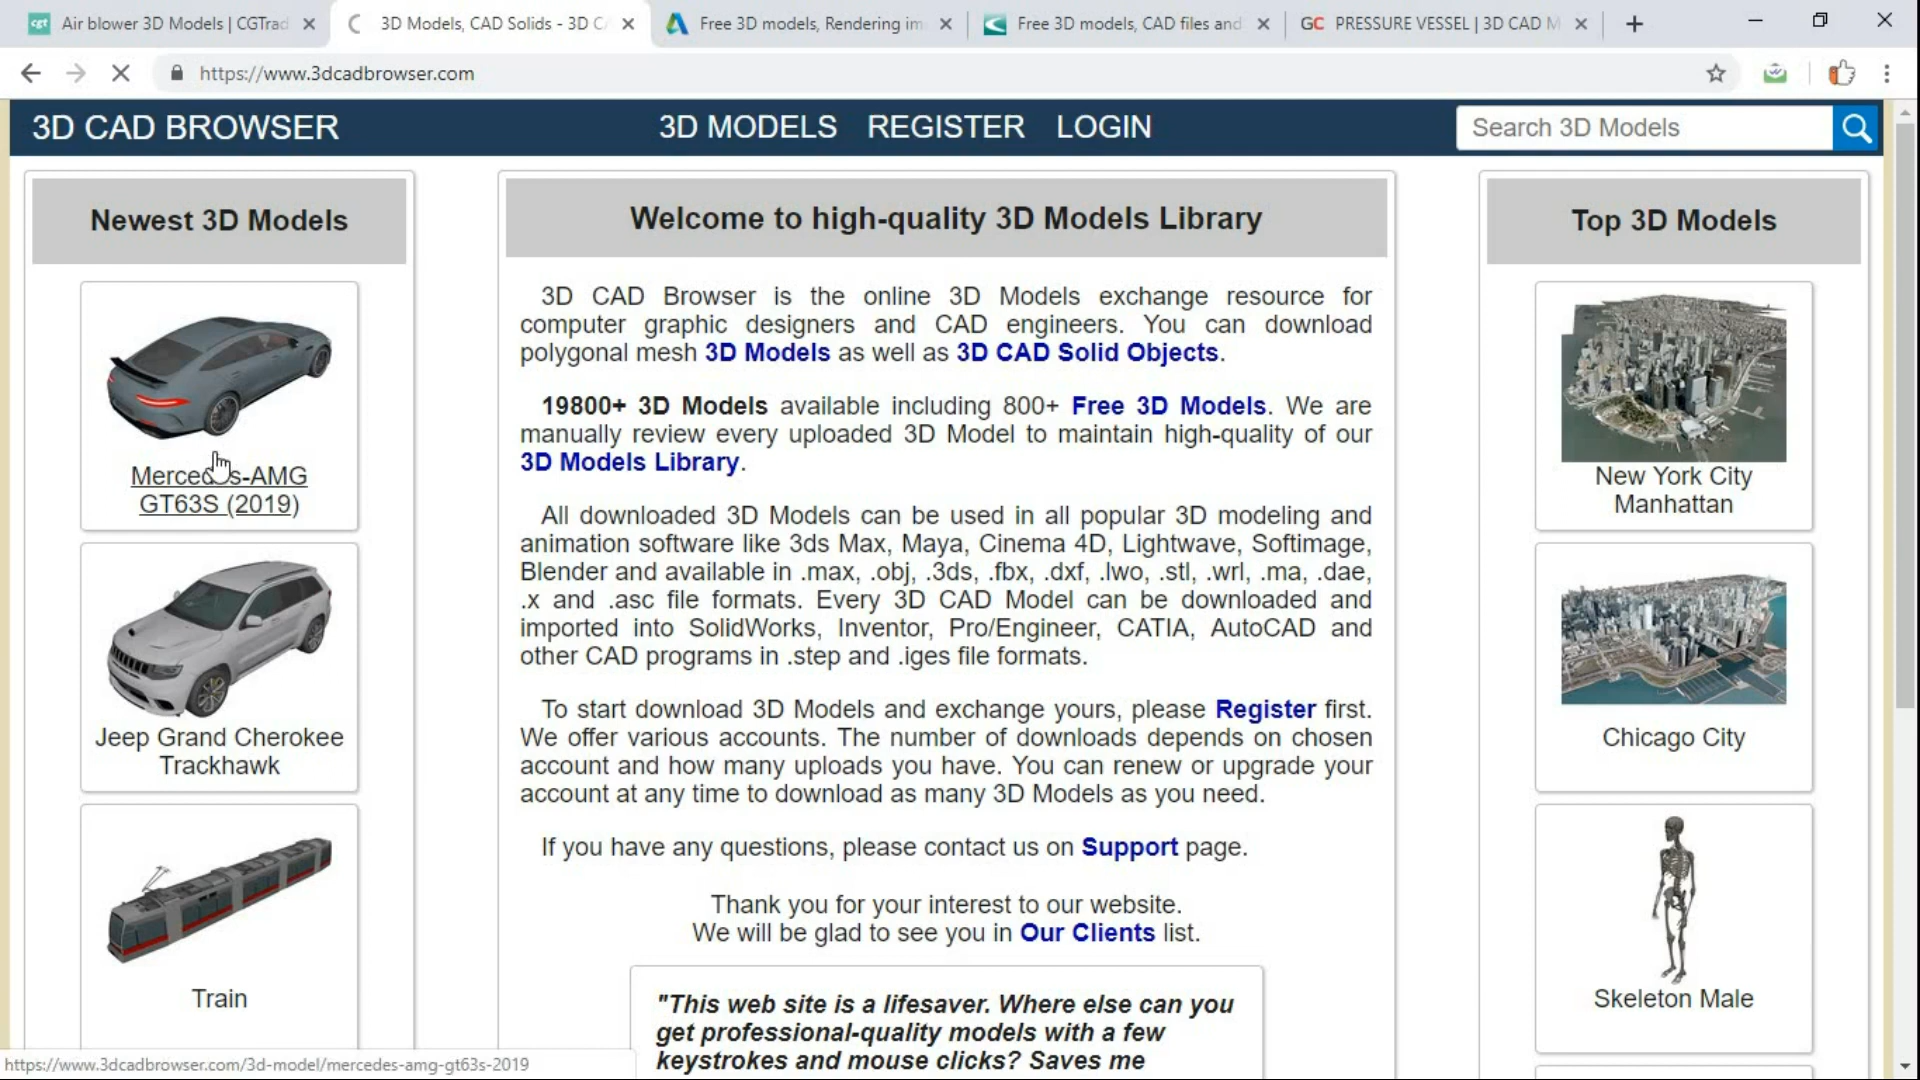 cgt Air blower 3D Models | CGTrad
3D Models, CAD Solids - 3D CA
Free 3D models, Rendering im
Free 3D models, CAD files and
GC PRESSURE VESSEL | 3D CAD M
https://www.3dcadbrowser.com
3D CAD BROWSER
3D MODELS REGISTER LOGIN
Search 3D Models
Newest 3D Models
Mercedes-AMG
GT63S (2019)
Jeep Grand Cherokee
Trackhawk
Train
Welcome to high-quality 3D Models Library
3D CAD Browser is the online 3D Models exchange resource for
computer graphic designers and CAD engineers. You can download
polygonal mesh 3D Models as well as 3D CAD Solid Objects.
19800+ 3D Models available including 800+ Free 3D Models. We are
manually review every uploaded 3D Model to maintain high-quality of our
3D Models Library.
All downloaded 3D Models can be used in all popular 3D modeling and
animation software like 3ds Max, Maya, Cinema 4D, Lightwave, Softimage,
Blender and available in .max, .obj, .3ds, .fbx, .dxf, .lwo, .stl, .wrl, .ma, .dae,
.x and .asc file formats. Every 3D CAD Model can be downloaded and
imported into SolidWorks, Inventor, Pro/Engineer, CATIA, AutoCAD and
other CAD programs in .step and .iges file formats.
To start download 3D Models and exchange yours, please Register first.
We offer various accounts. The number of downloads depends on chosen
account and how many uploads you have. You can renew or upgrade your
account at any time to download as many 3D Models as you need.
If you have any questions, please contact us on Support page.
Thank you for your interest to our website.
We will be glad to see you in Our Clients list.
"This web site is a lifesaver. Where else can you
get professional-quality models with a few
keystrokes and mouse clicks? Saves me
Top 3D Models
New York City
Manhattan
Chicago City
Skeleton Male
https://www.3dcadbrowser.com/3d-model/mercedes-amg-gt63s-2019